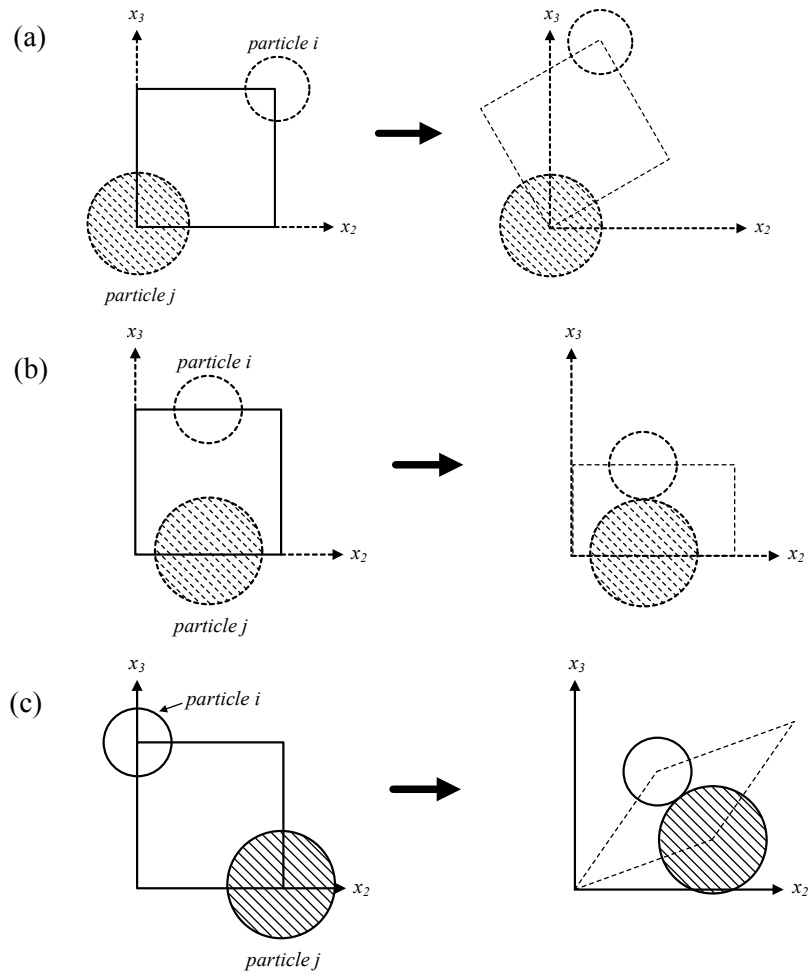 (a)
x3
particle i
x2
particle j
x3
x2
(b)
x3
particle i
x2
particle j
x3
x2
(c)
x3
particle i
x2
particle j
x3
x2